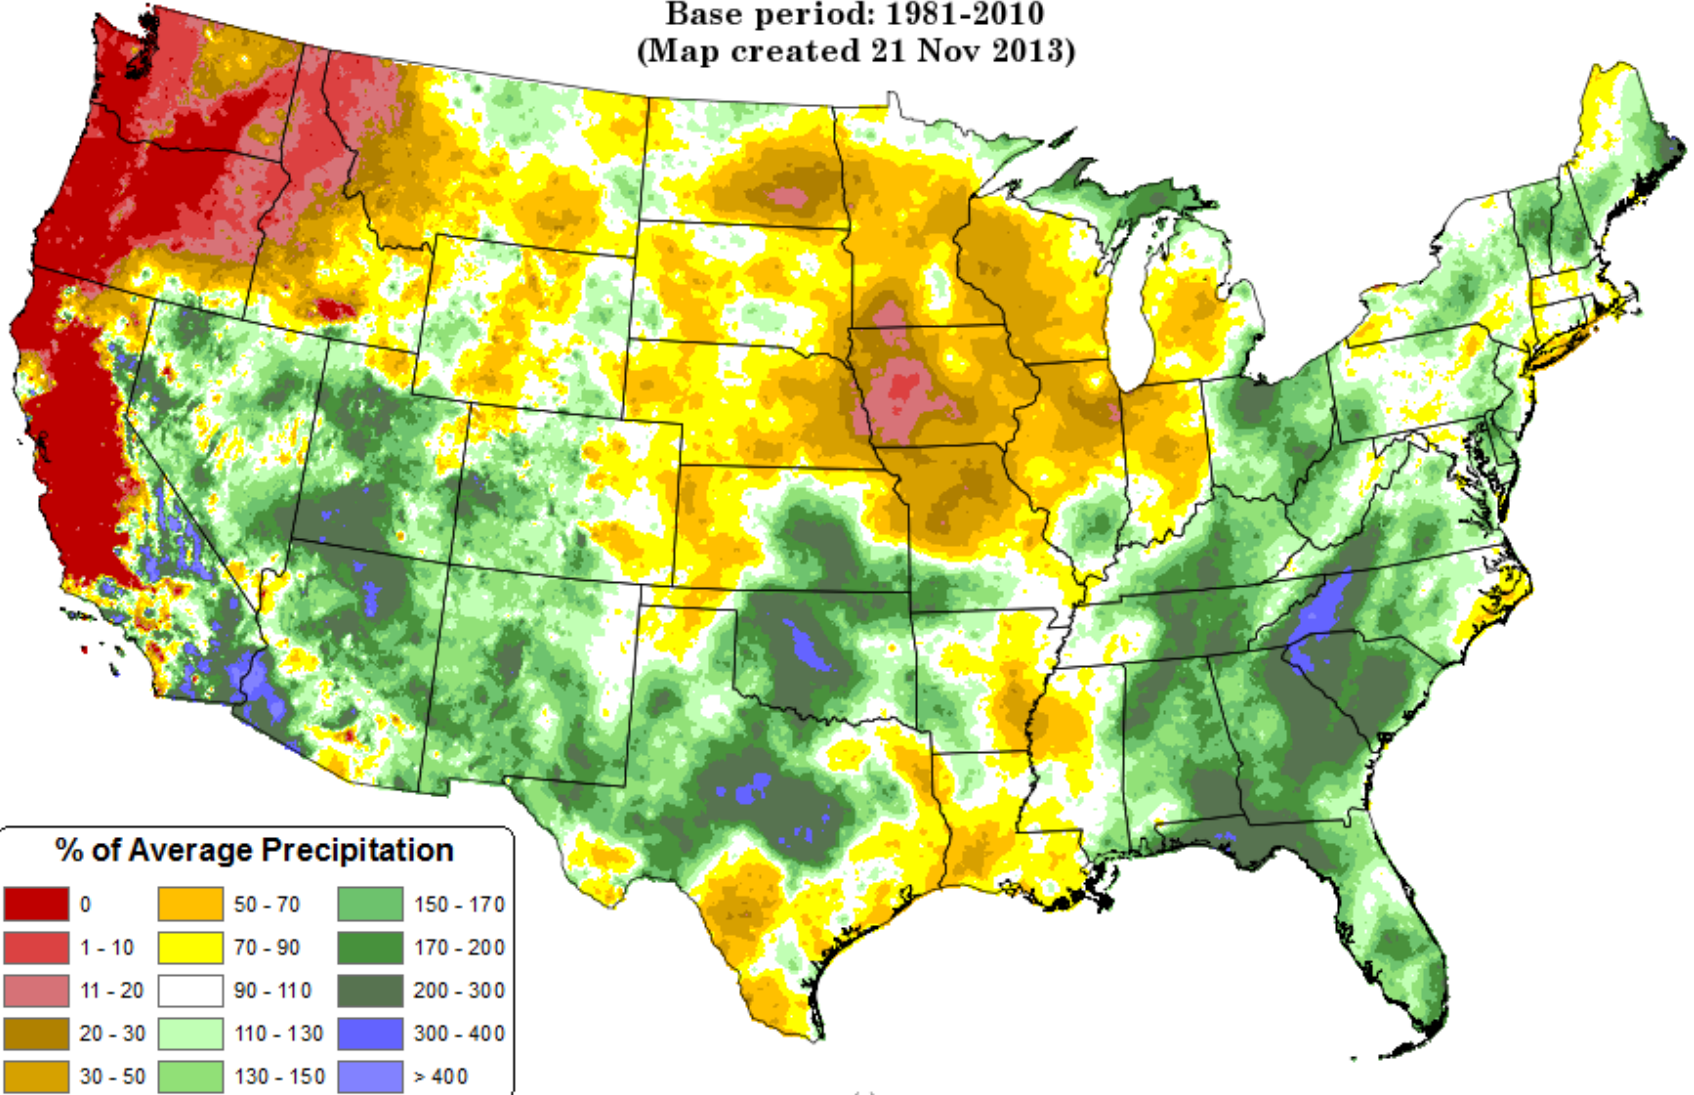 Base period: 1981-2010
(Map created 21 Nov 2013)
% of Average Precipitation
0
1 - 10
11 - 20
20 - 30
30 - 50
50 - 70
70 - 90
90 - 110
110 - 130
130 - 150
150 - 170
170 - 200
200 - 300
300 - 400
> 400